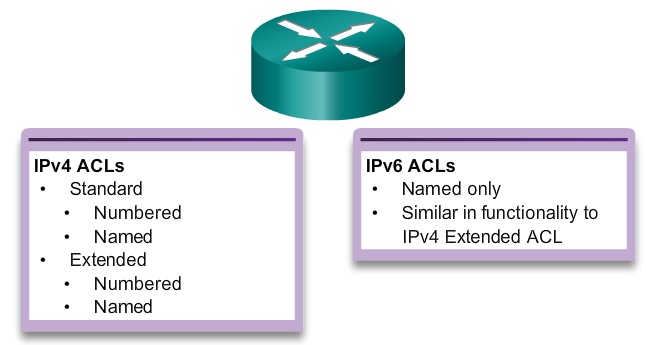 IPv4 ACLs
• Standard
• Numbered
• Named
• Extended
• Numbered
• Named
IPv6 ACLs
• Named only
• Similar in functionality to
IPv4 Extended ACL